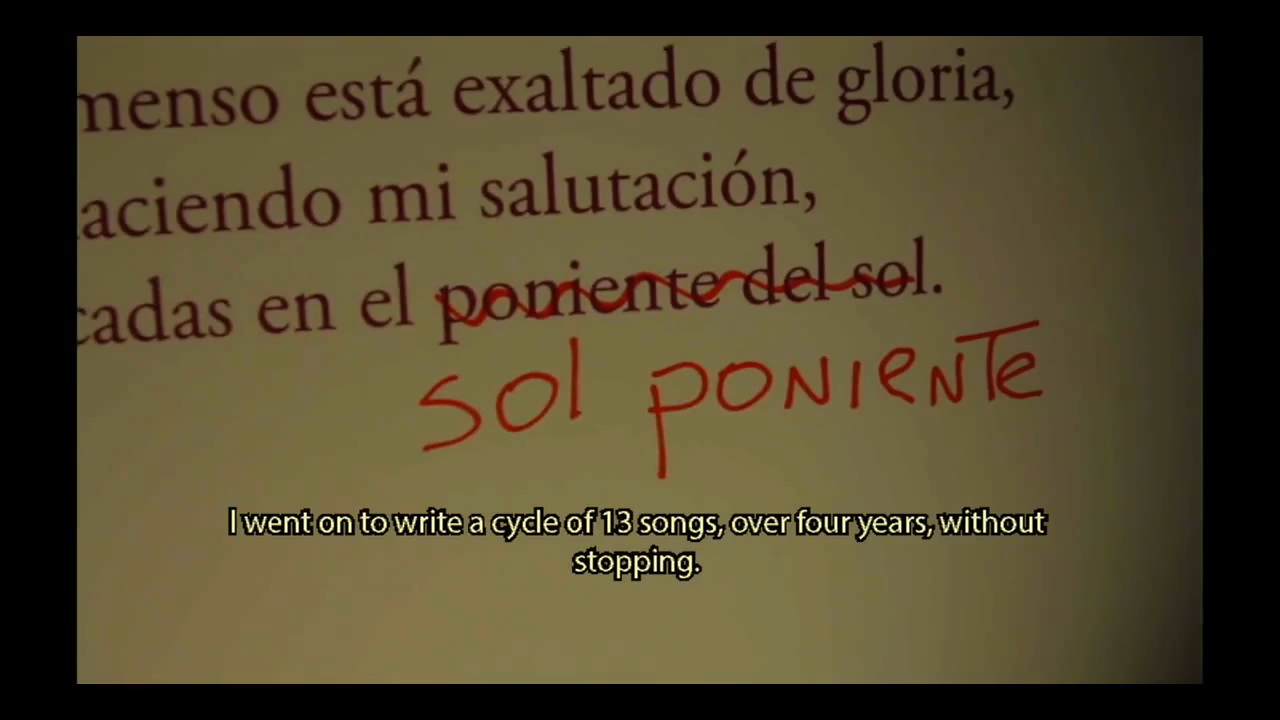 menso está exaltado de gloria,
aciendo mi salutación,
cadas en el poniente del sol.
sol poniente
I went on to write a cycle of 13 songs, over four years, without
stopping.